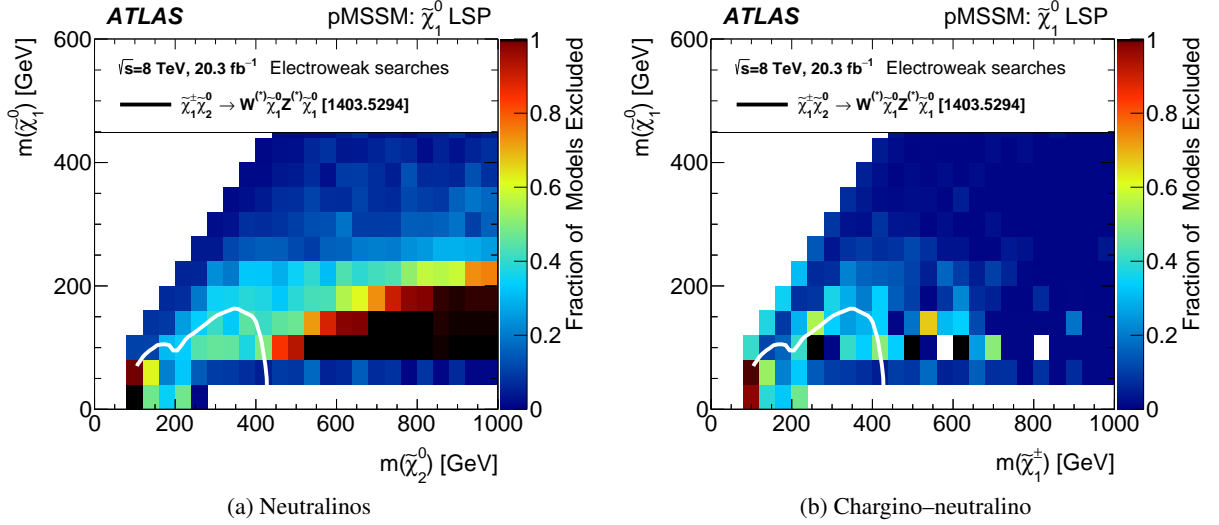 ATLAS pMSSM: χ̃₁⁰ LSP
√s=8 TeV, 20.3 fb⁻¹ Electroweak searches
χ̃₁±χ̃₂⁰ → W⁽*⁾χ̃₁⁰Z⁽*⁾χ̃₁⁰ [1403.5294]
m(χ̃₁⁰) [GeV]
600
400
200
0
0 200 400 600 800 1000
m(χ̃₂⁰) [GeV]
1
0.8
0.6
0.4
0.2
0
Fraction of Models Excluded
(a) Neutralinos
ATLAS pMSSM: χ̃₁⁰ LSP
√s=8 TeV, 20.3 fb⁻¹ Electroweak searches
χ̃₁±χ̃₂⁰ → W⁽*⁾χ̃₁⁰Z⁽*⁾χ̃₁⁰ [1403.5294]
m(χ̃₁⁰) [GeV]
600
400
200
0
0 200 400 600 800 1000
m(χ̃₁±) [GeV]
1
0.8
0.6
0.4
0.2
0
Fraction of Models Excluded
(b) Chargino–neutralino